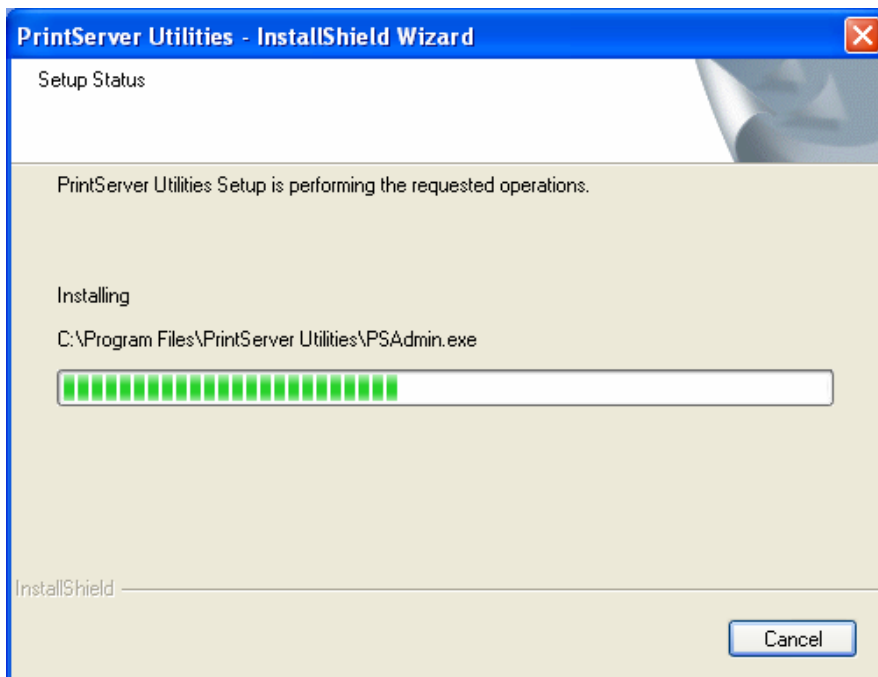 PrintServer Utilities - InstallShield Wizard
Setup Status
PrintServer Utilities Setup is performing the requested operations.
Installing
C:\Program Files\PrintServer Utilities\PSAdmin.exe
InstallShield
Cancel